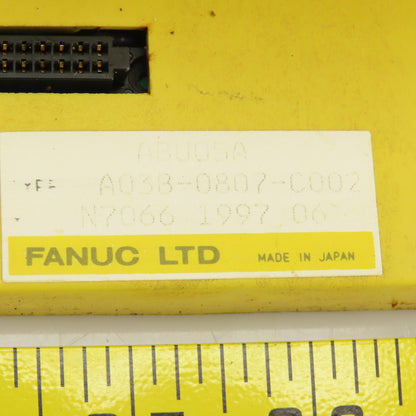 ABU05A
A03B-0807-C002
N7066 1997 06
FANUC LTD MADE IN JAPAN